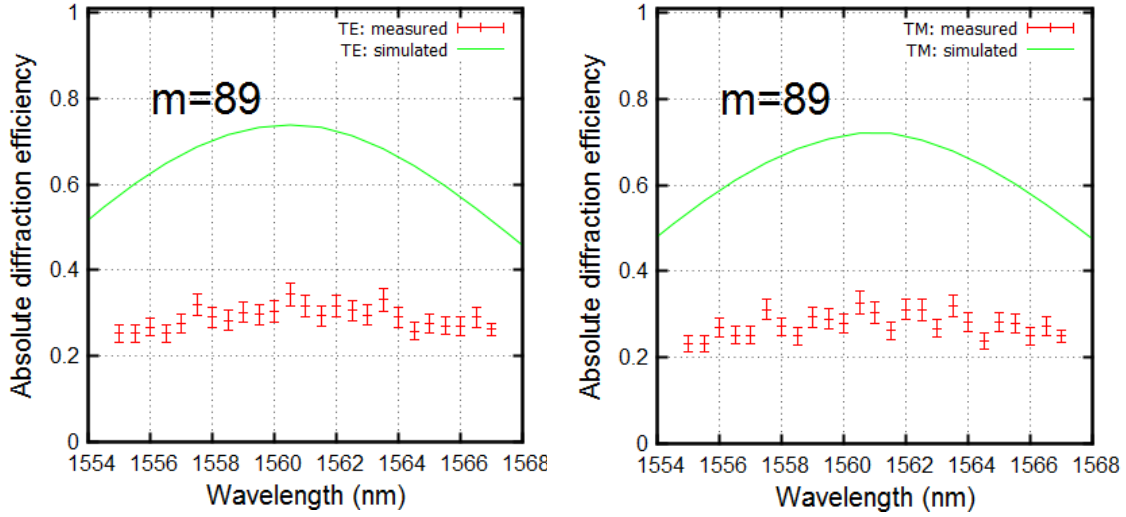 TE: measured
TE: simulated
m=89
Absolute diffraction efficiency
1
0.8
0.6
0.4
0.2
0
1554 1556 1558 1560 1562 1564 1566 1568
Wavelength (nm)
TM: measured
TM: simulated
m=89
Absolute diffraction efficiency
1
0.8
0.6
0.4
0.2
0
1554 1556 1558 1560 1562 1564 1566 1568
Wavelength (nm)